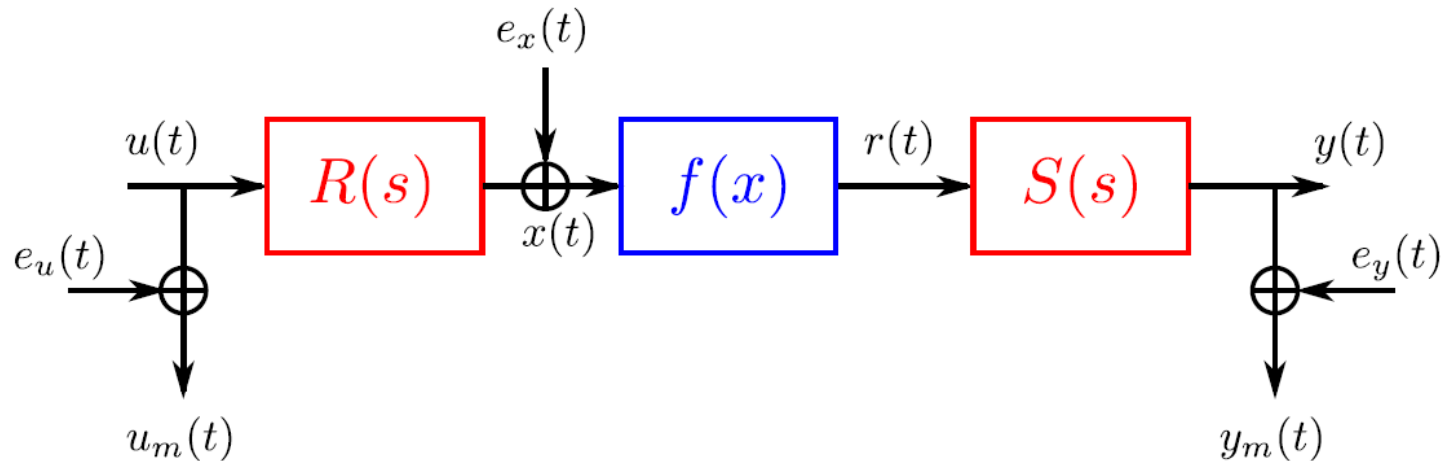 e_x(t)
u(t) R(s) f(x) r(t) S(s) y(t)
x(t)
e_u(t) e_y(t)
u_m(t) y_m(t)